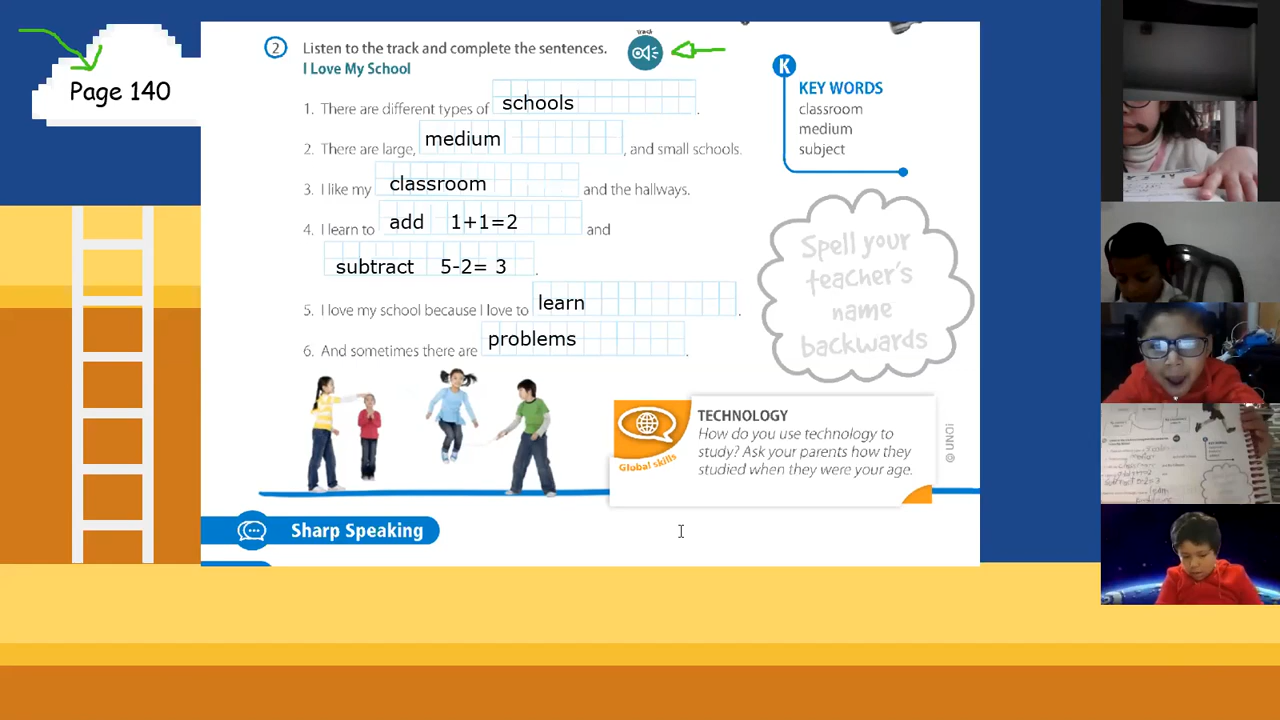 Page 140
2 Listen to the track and complete the sentences.
I Love My School
track
1. There are different types of schools.
2. There are large, medium, and small schools.
3. I like my classroom and the hallways.
4. I learn to add 1+1=2 and
subtract 5-2= 3.
5. I love my school because I love to learn.
6. And sometimes there are problems.
K
KEY WORDS
classroom
medium
subject
Spell your
teacher's
name
backwards
Global skills
TECHNOLOGY
How do you use technology to
study? Ask your parents how they
studied when they were your age.
© UNOi
Sharp Speaking